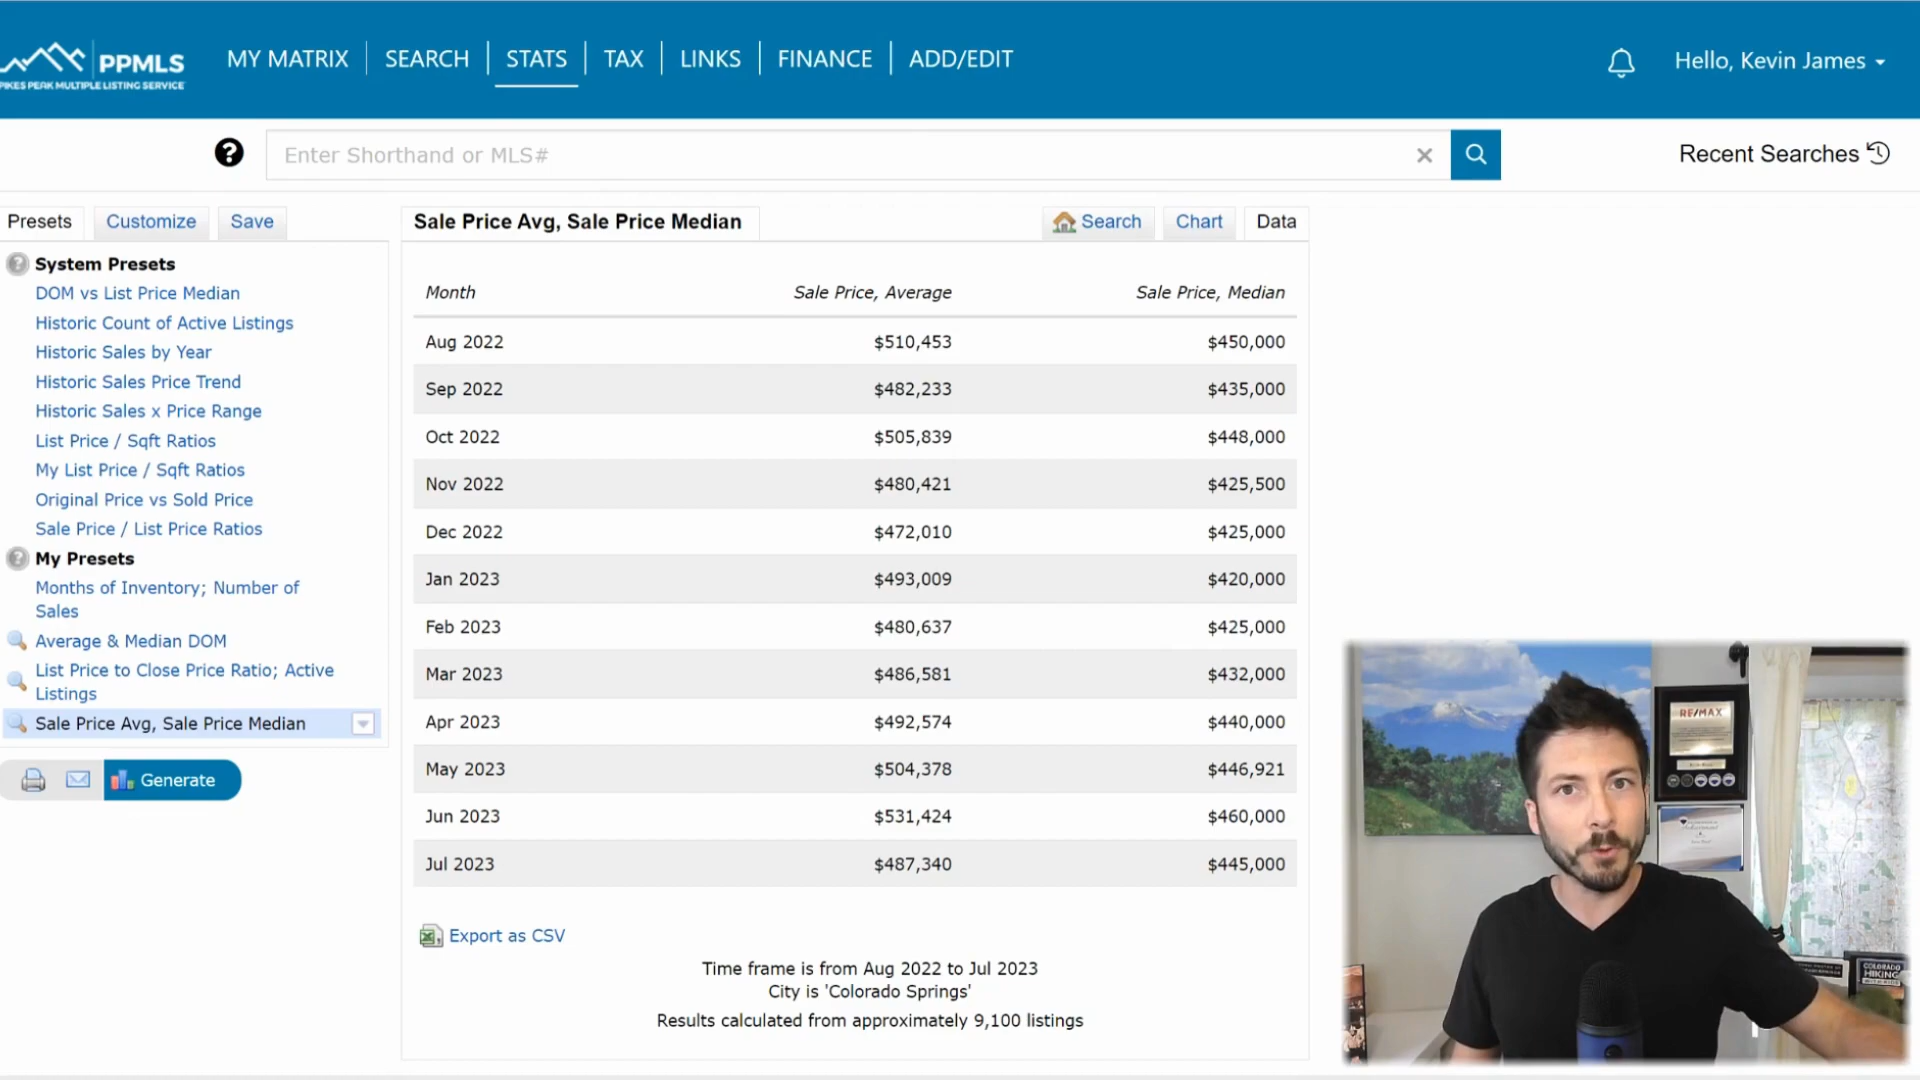 PPMLS
PIKES PEAK MULTIPLE LISTING SERVICE
MY MATRIX
SEARCH
STATS
TAX
LINKS
FINANCE
ADD/EDIT
Hello, Kevin James
Enter Shorthand or MLS#
Recent Searches
Presets
Customize
Save
System Presets
DOM vs List Price Median
Historic Count of Active Listings
Historic Sales by Year
Historic Sales Price Trend
Historic Sales x Price Range
List Price / Sqft Ratios
My List Price / Sqft Ratios
Original Price vs Sold Price
Sale Price / List Price Ratios
My Presets
Months of Inventory; Number of
Sales
Average & Median DOM
List Price to Close Price Ratio; Active
Listings
Sale Price Avg, Sale Price Median
Generate
Sale Price Avg, Sale Price Median
Search
Chart
Data
Month Sale Price, Average Sale Price, Median
Aug 2022 $510,453 $450,000
Sep 2022 $482,233 $435,000
Oct 2022 $505,839 $448,000
Nov 2022 $480,421 $425,500
Dec 2022 $472,010 $425,000
Jan 2023 $493,009 $420,000
Feb 2023 $480,637 $425,000
Mar 2023 $486,581 $432,000
Apr 2023 $492,574 $440,000
May 2023 $504,378 $446,921
Jun 2023 $531,424 $460,000
Jul 2023 $487,340 $445,000
Export as CSV
Time frame is from Aug 2022 to Jul 2023
City is 'Colorado Springs'
Results calculated from approximately 9,100 listings
RE/MAX
COLORADO
HIKING